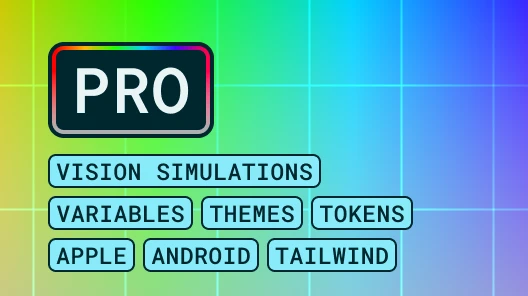 PRO
VISION SIMULATIONS
VARIABLES THEMES TOKENS
APPLE ANDROID TAILWIND